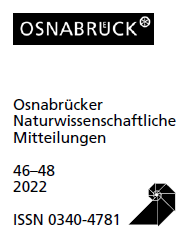 OSNABRÜCK
Osnabrücker
Naturwissenschaftliche
Mitteilungen
46–48
2022
ISSN 0340-4781